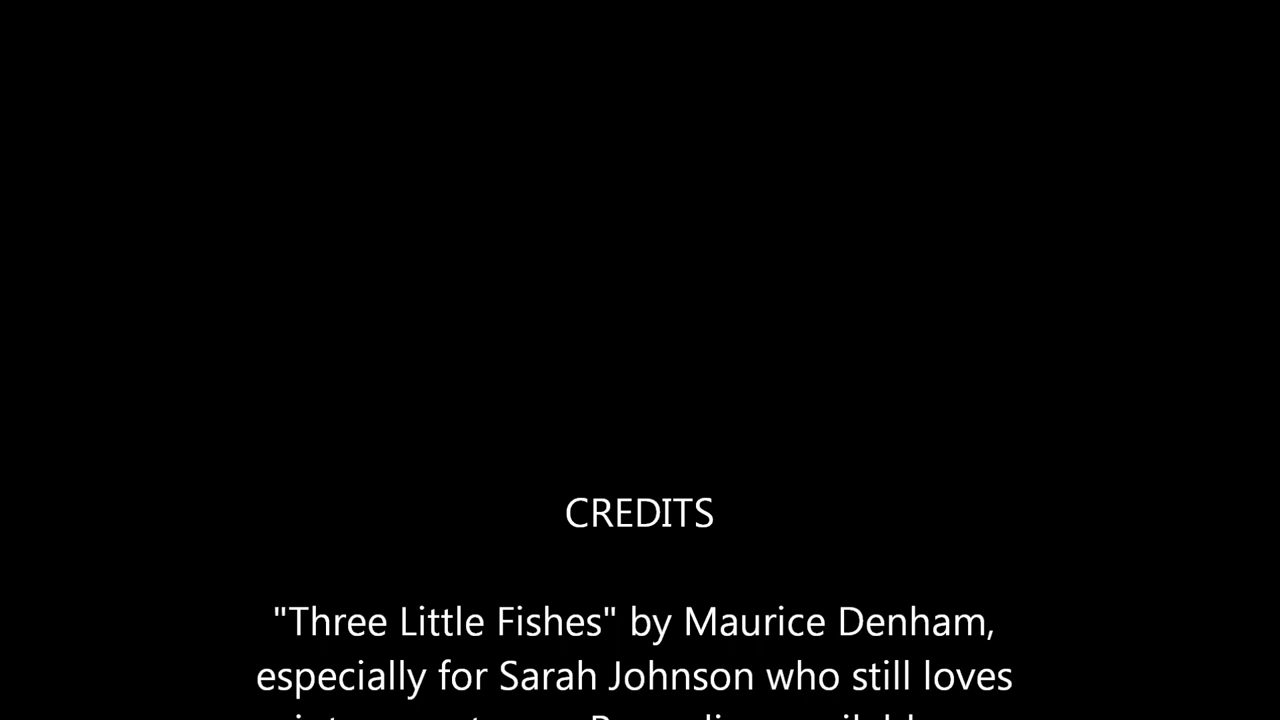 CREDITS
"Three Little Fishes" by Maurice Denham,
especially for Sarah Johnson who still loves